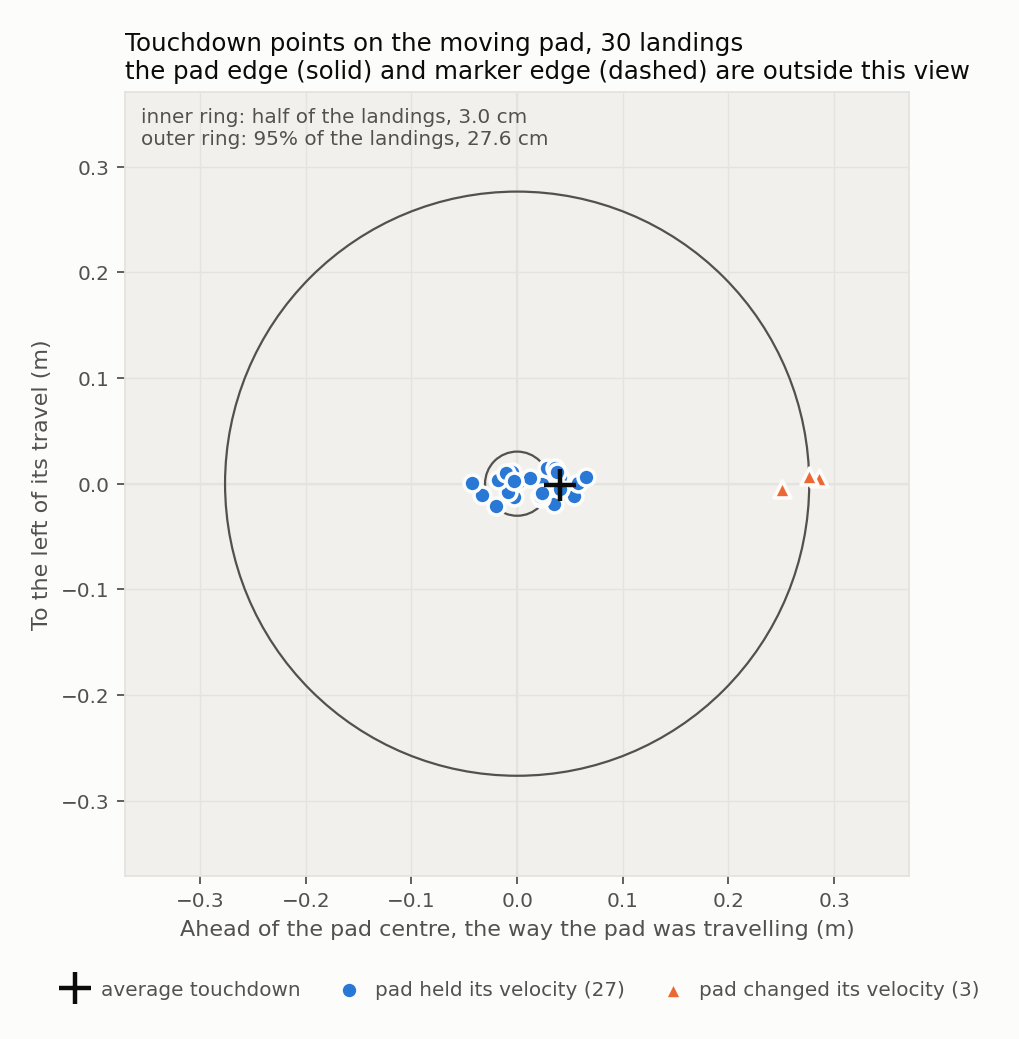 Touchdown points on the moving pad, 30 landings
the pad edge (solid) and marker edge (dashed) are outside this view
inner ring: half of the landings, 3.0 cm
outer ring: 95% of the landings, 27.6 cm
0.3
0.2
0.1
0.0
−0.1
−0.2
−0.3
To the left of its travel (m)
−0.3 −0.2 −0.1 0.0 0.1 0.2 0.3
Ahead of the pad centre, the way the pad was travelling (m)
average touchdown pad held its velocity (27) pad changed its velocity (3)